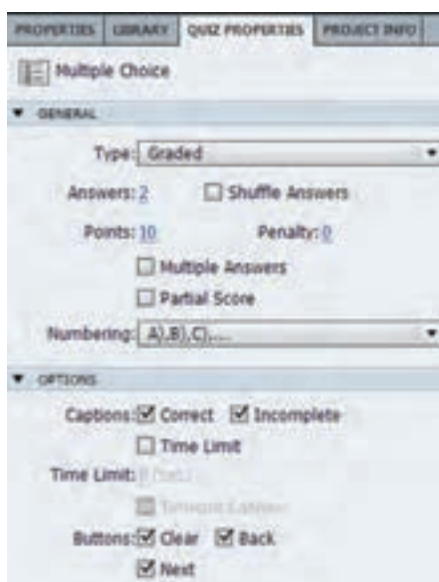 PROPERTIES LIBRARY QUIZ PROPERTIES PROJECT INFO
Multiple Choice
GENERAL
Type: Graded
Answers: 2 Shuffle Answers
Points: 10 Penalty: 0
Multiple Answers
Partial Score
Numbering: A),B),C),....
OPTIONS
Captions: Correct Incomplete
Time Limit
Time Limit:
Buttons: Clear Back
Next